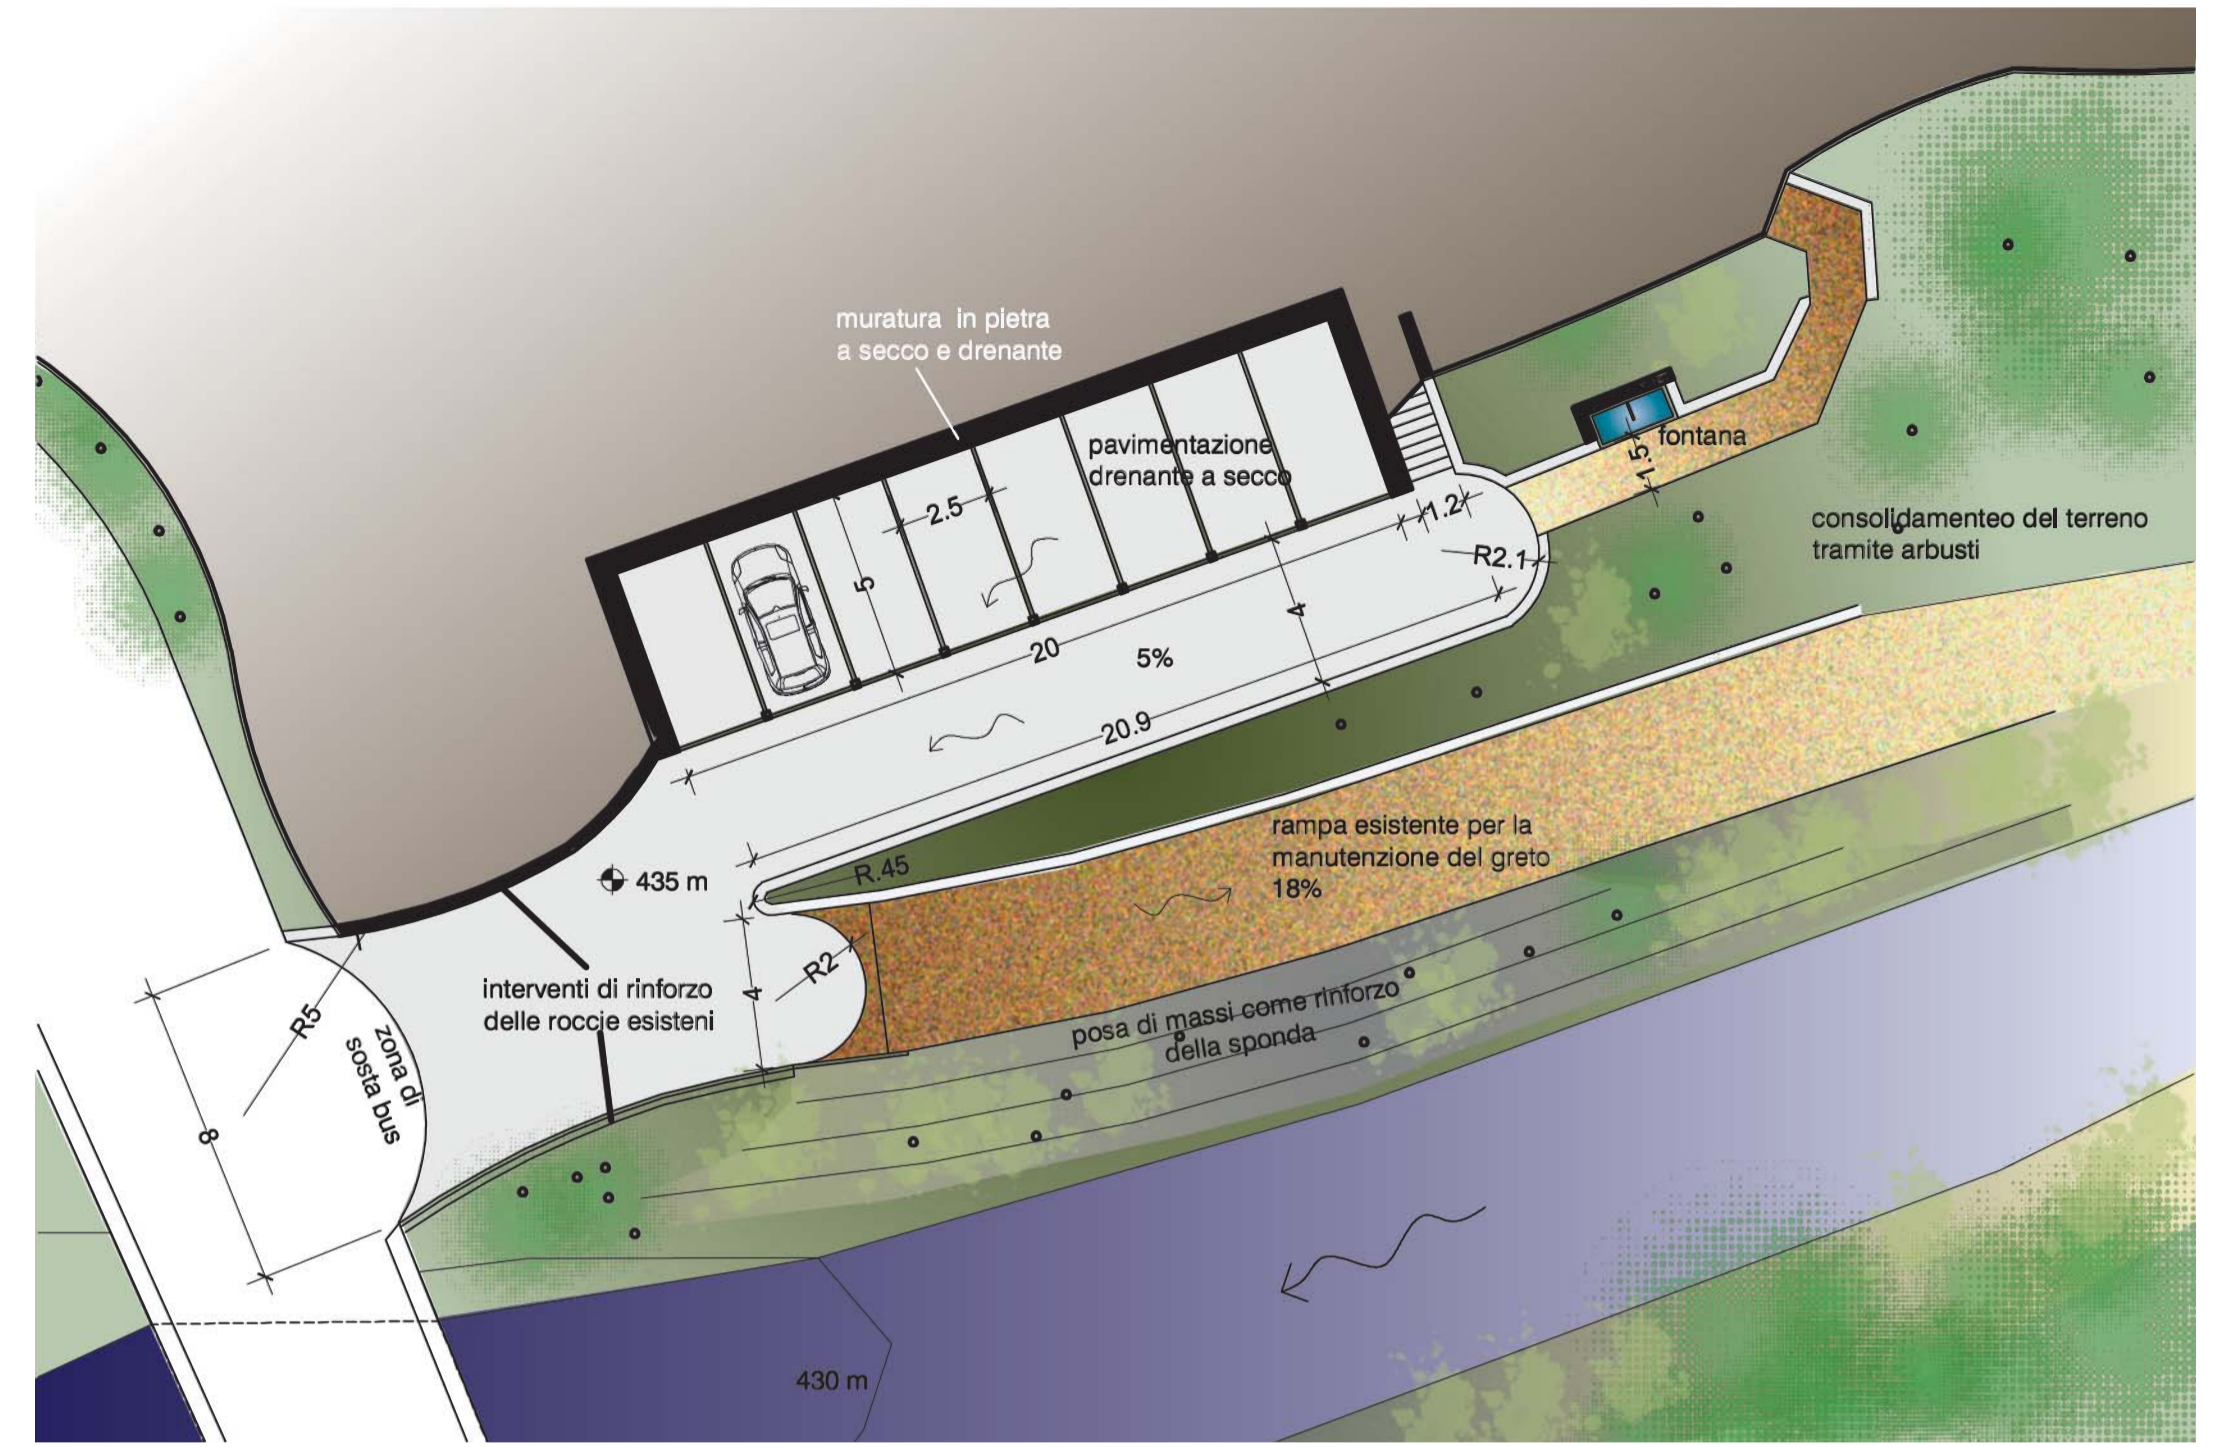 muratura in pietra
a secco e drenante
pavimentazione
drenante a secco
2.5
5
fontana
1.5
1.2
R2.1
4
consolidamenteo del terreno
tramite arbusti
20
5%
20.9
R.45
435 m
rampa esistente per la
manutenzione del greto
18%
R2
4
interventi di rinforzo
delle roccie esisteni
posa di massi come rinforzo
della sponda
R5
zona di
sosta bus
8
430 m